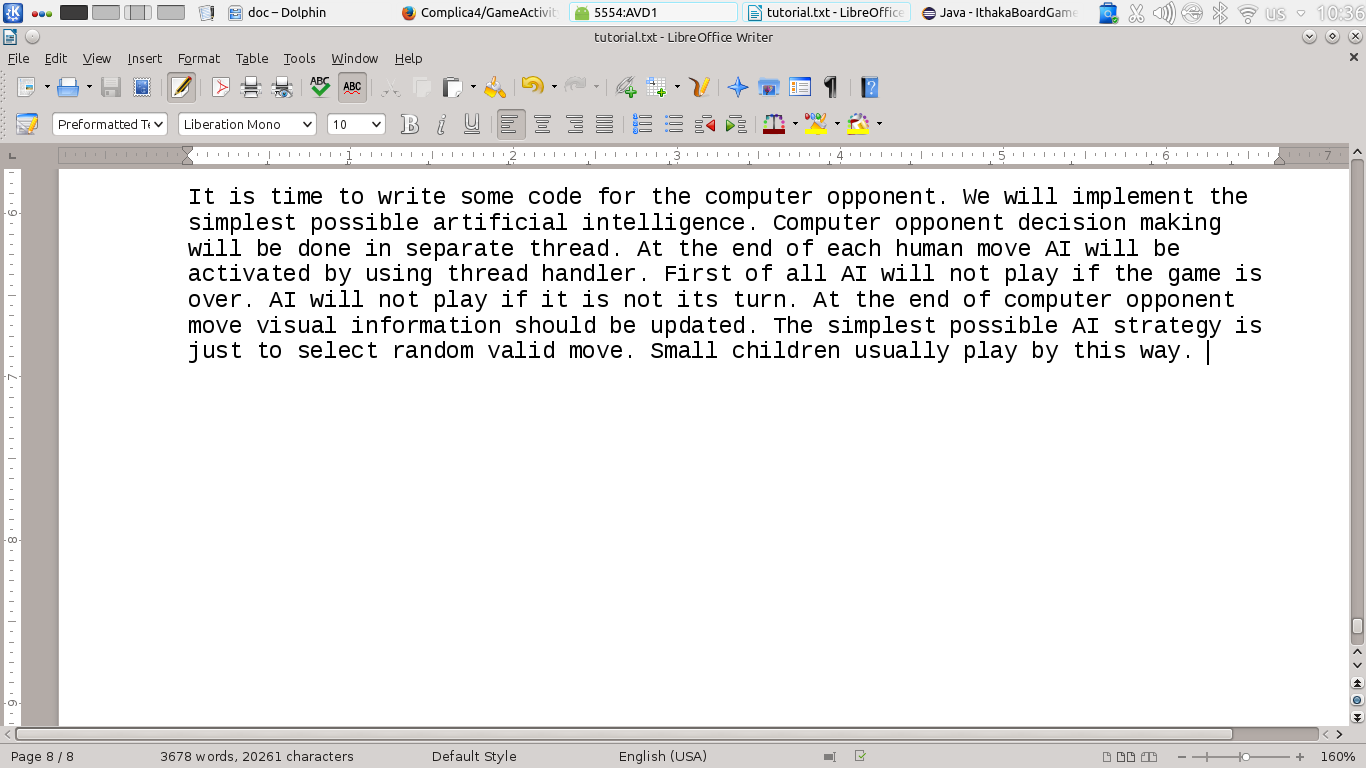 doc – Dolphin
Complica4/GameActivit
5554:AVD1
tutorial.txt - LibreOffice
Java - IthakaBoardGame
us
10:36
tutorial.txt - LibreOffice Writer
File Edit View Insert Format Table Tools Window Help
ABC ABC
Preformatted Te Liberation Mono 10 B i U
1 2 3 4 5 6 7
It is time to write some code for the computer opponent. We will implement the
simplest possible artificial intelligence. Computer opponent decision making
will be done in separate thread. At the end of each human move AI will be
activated by using thread handler. First of all AI will not play if the game is
over. AI will not play if it is not its turn. At the end of computer opponent
move visual information should be updated. The simplest possible AI strategy is
just to select random valid move. Small children usually play by this way.
6
7
8
9
Page 8 / 8 3678 words, 20261 characters Default Style English (USA) 160%